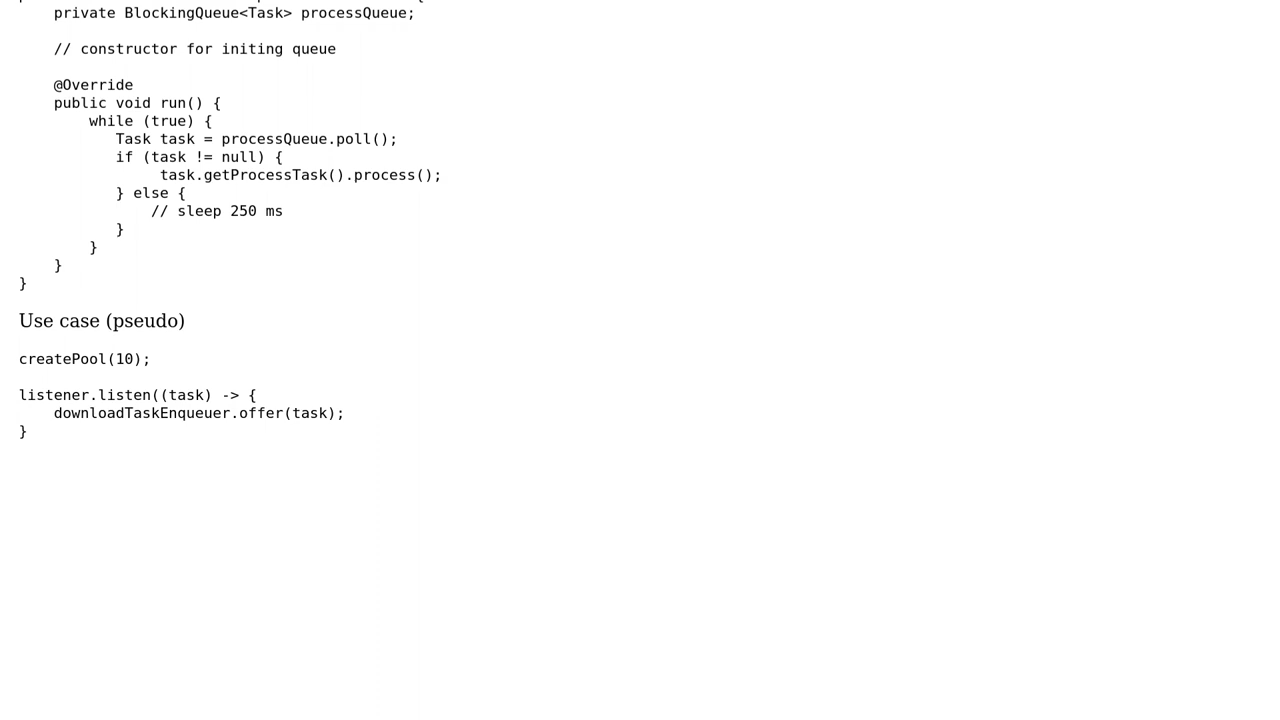 private BlockingQueue<Task> processQueue;
// constructor for initing queue
@Override
public void run() {
while (true) {
Task task = processQueue.poll();
if (task != null) {
task.getProcessTask().process();
} else {
// sleep 250 ms
}
}
}
}
Use case (pseudo)
createPool(10);
listener.listen((task) -> {
downloadTaskEnqueuer.offer(task);
}